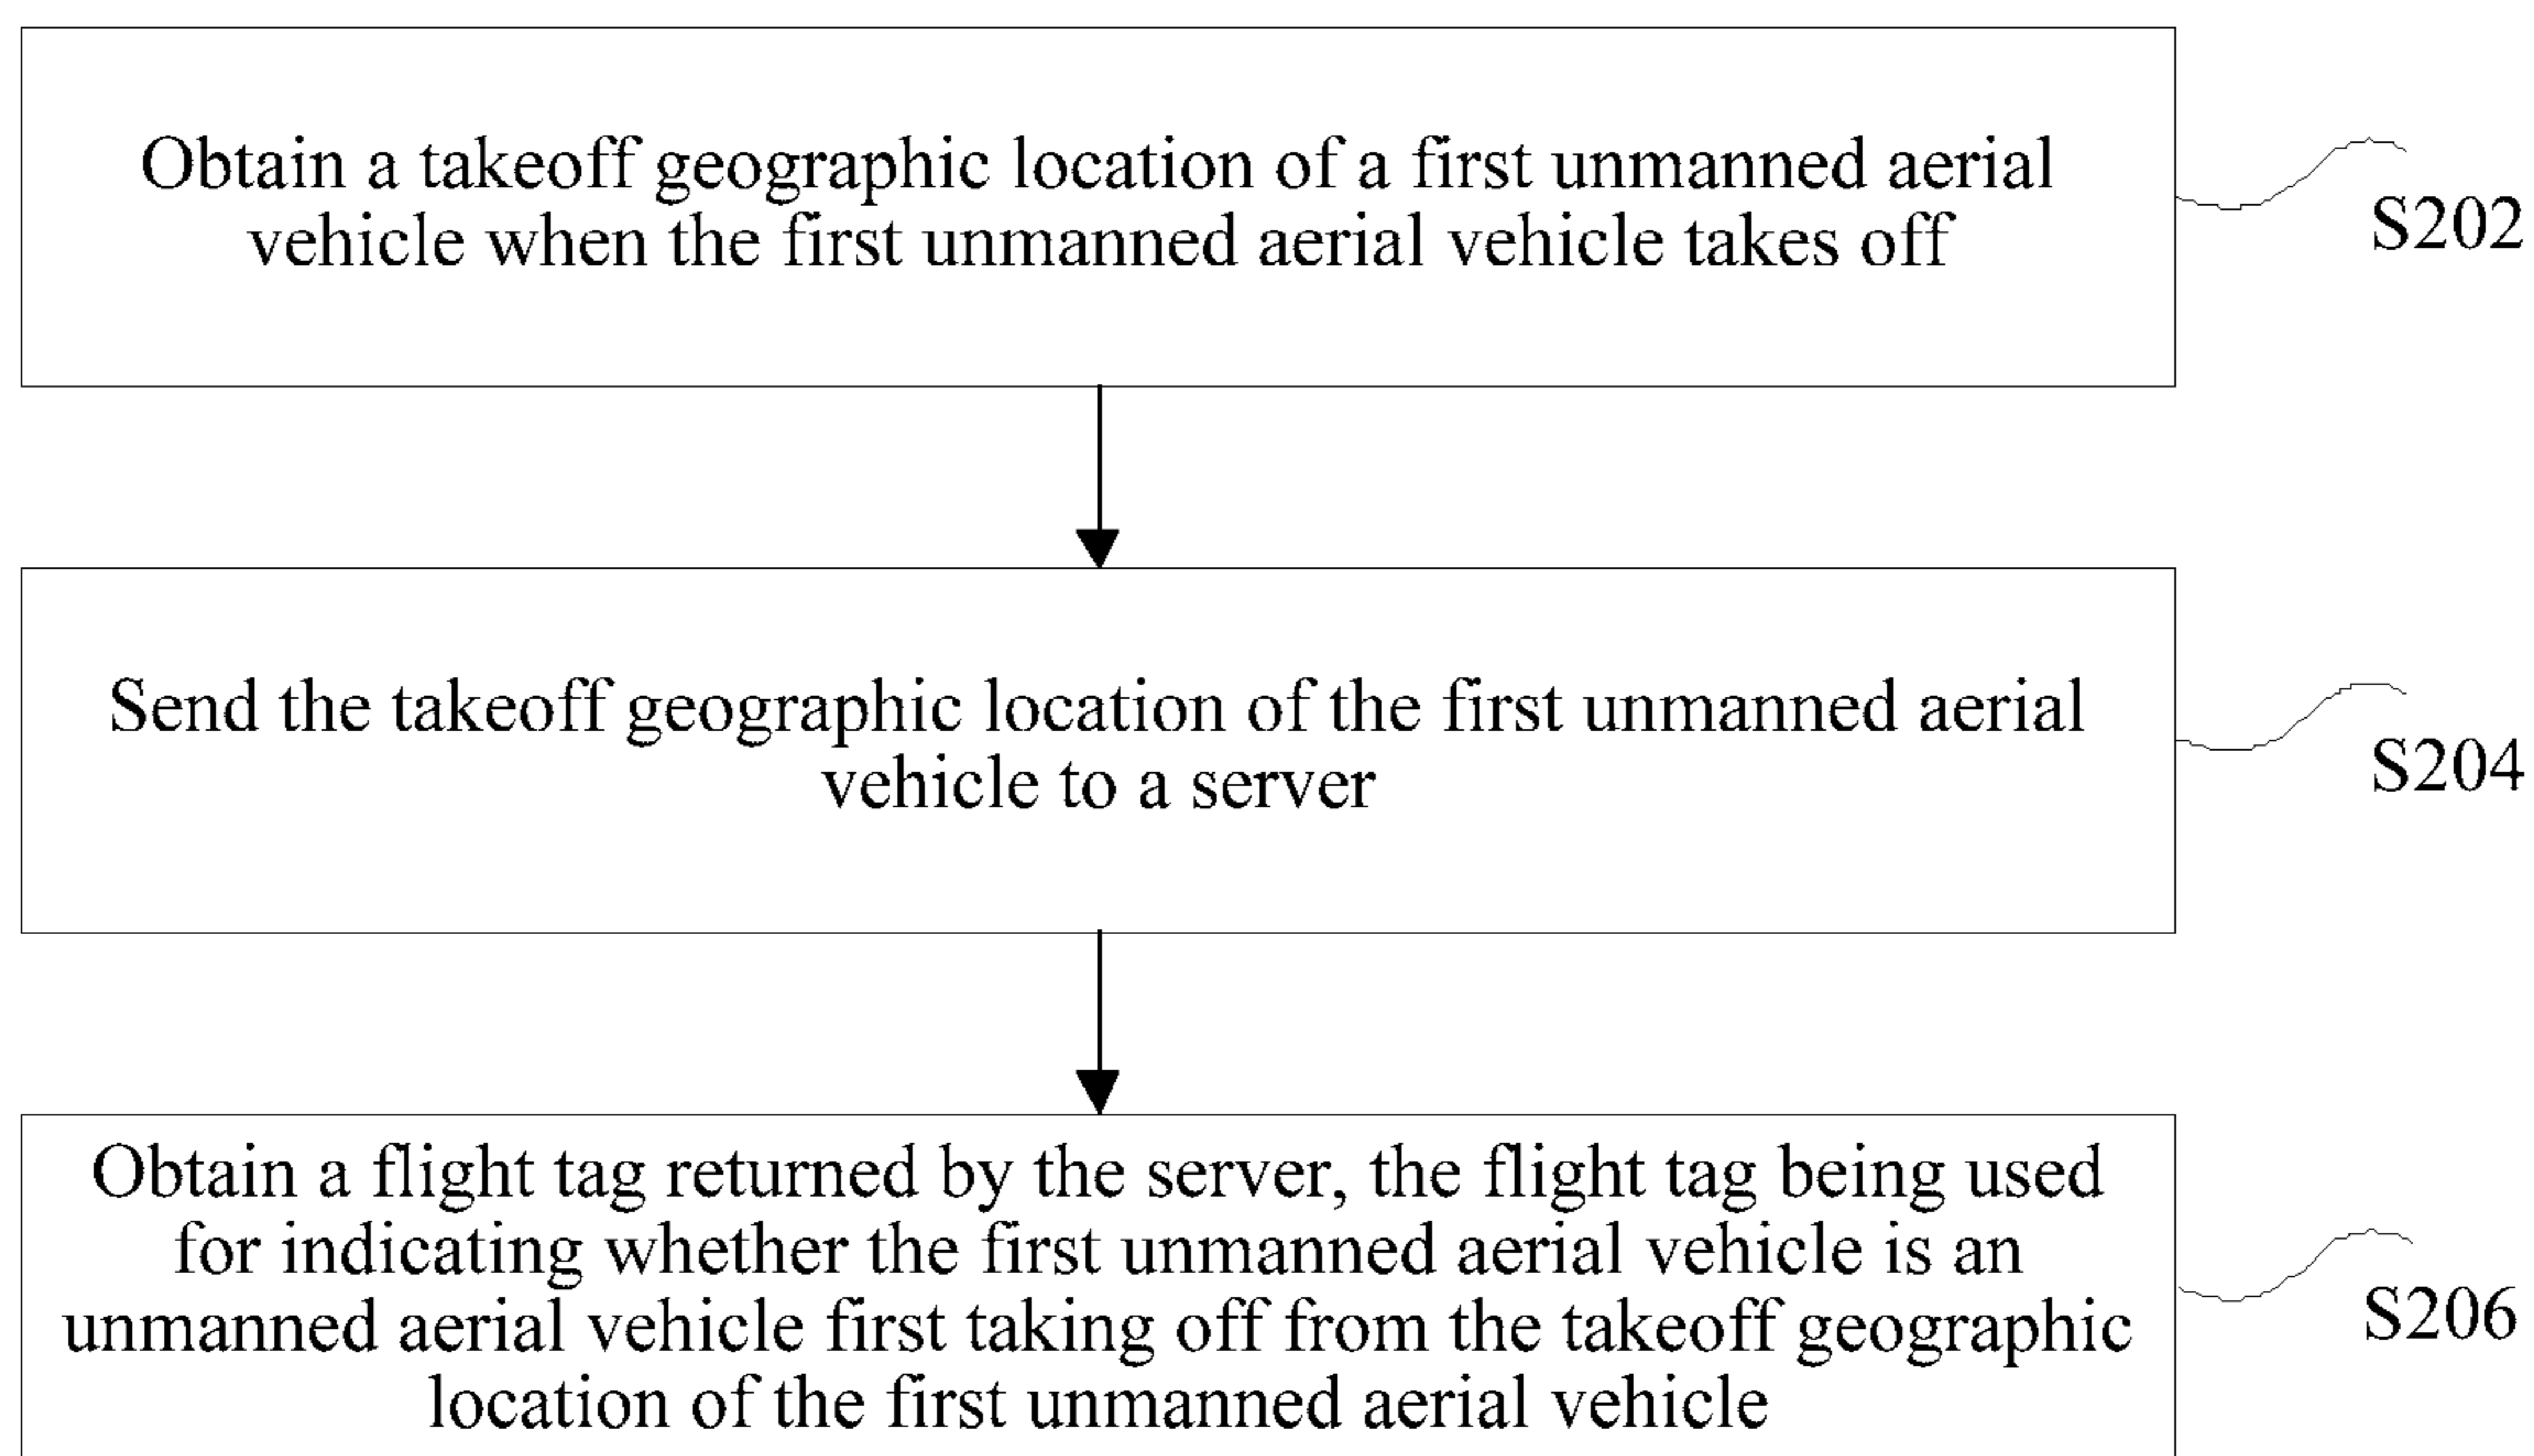 Obtain a takeoff geographic location of a first unmanned aerial
vehicle when the first unmanned aerial vehicle takes off
S202
Send the takeoff geographic location of the first unmanned aerial
vehicle to a server
S204
Obtain a flight tag returned by the server, the flight tag being used
for indicating whether the first unmanned aerial vehicle is an
unmanned aerial vehicle first taking off from the takeoff geographic
location of the first unmanned aerial vehicle
S206